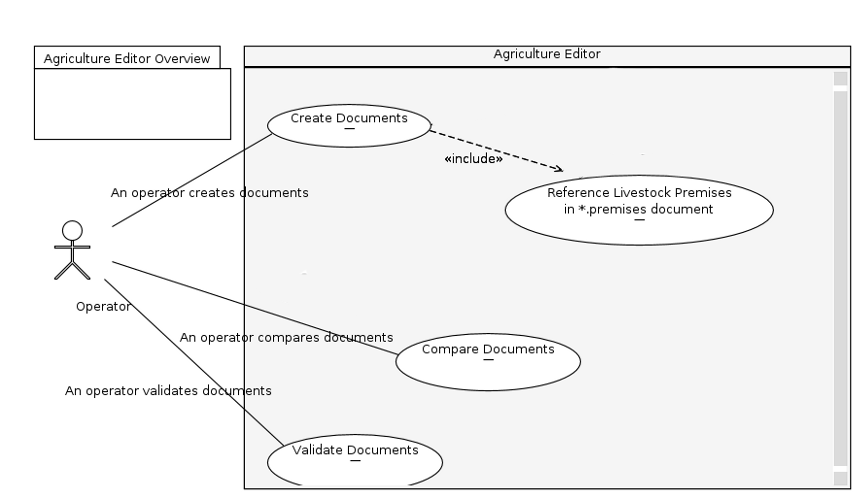 Agriculture Editor Overview
Agriculture Editor
Create Documents
«include»
Reference Livestock Premises
in *.premises document
An operator creates documents
Operator
An operator compares documents
Compare Documents
An operator validates documents
Validate Documents